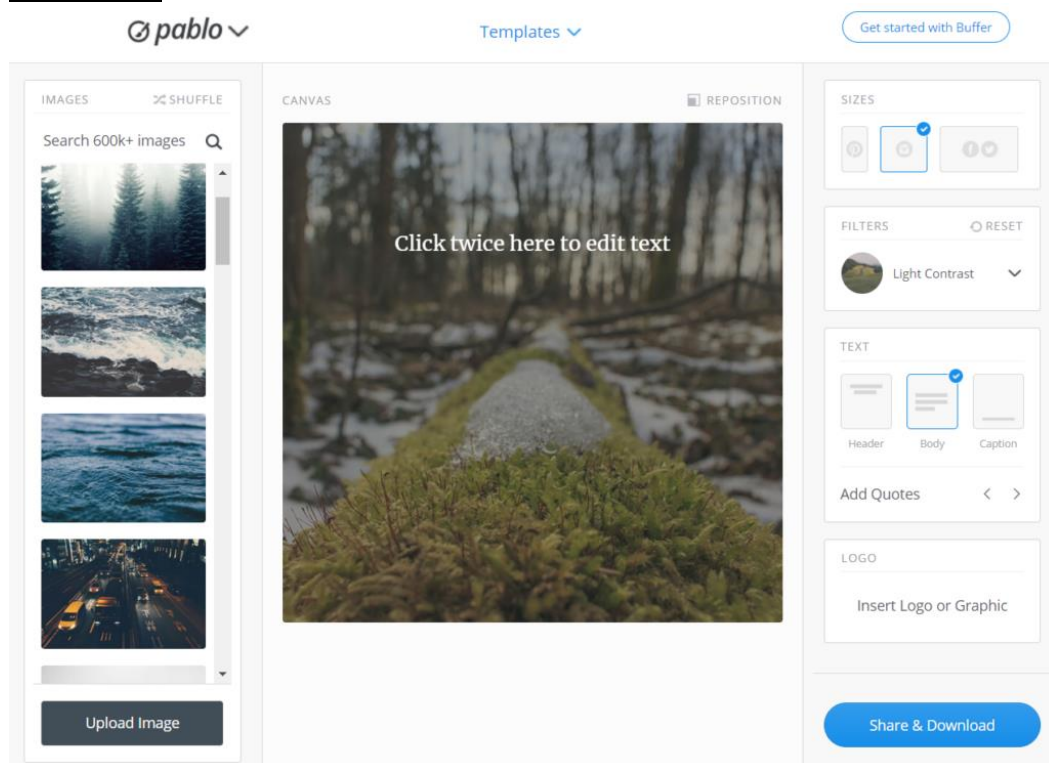 pablo
Templates
Get started with Buffer
IMAGES
SHUFFLE
Search 600k+ images
Upload Image
CANVAS
REPOSITION
Click twice here to edit text
SIZES
FILTERS
RESET
Light Contrast
TEXT
Header
Body
Caption
Add Quotes
LOGO
Insert Logo or Graphic
Share & Download